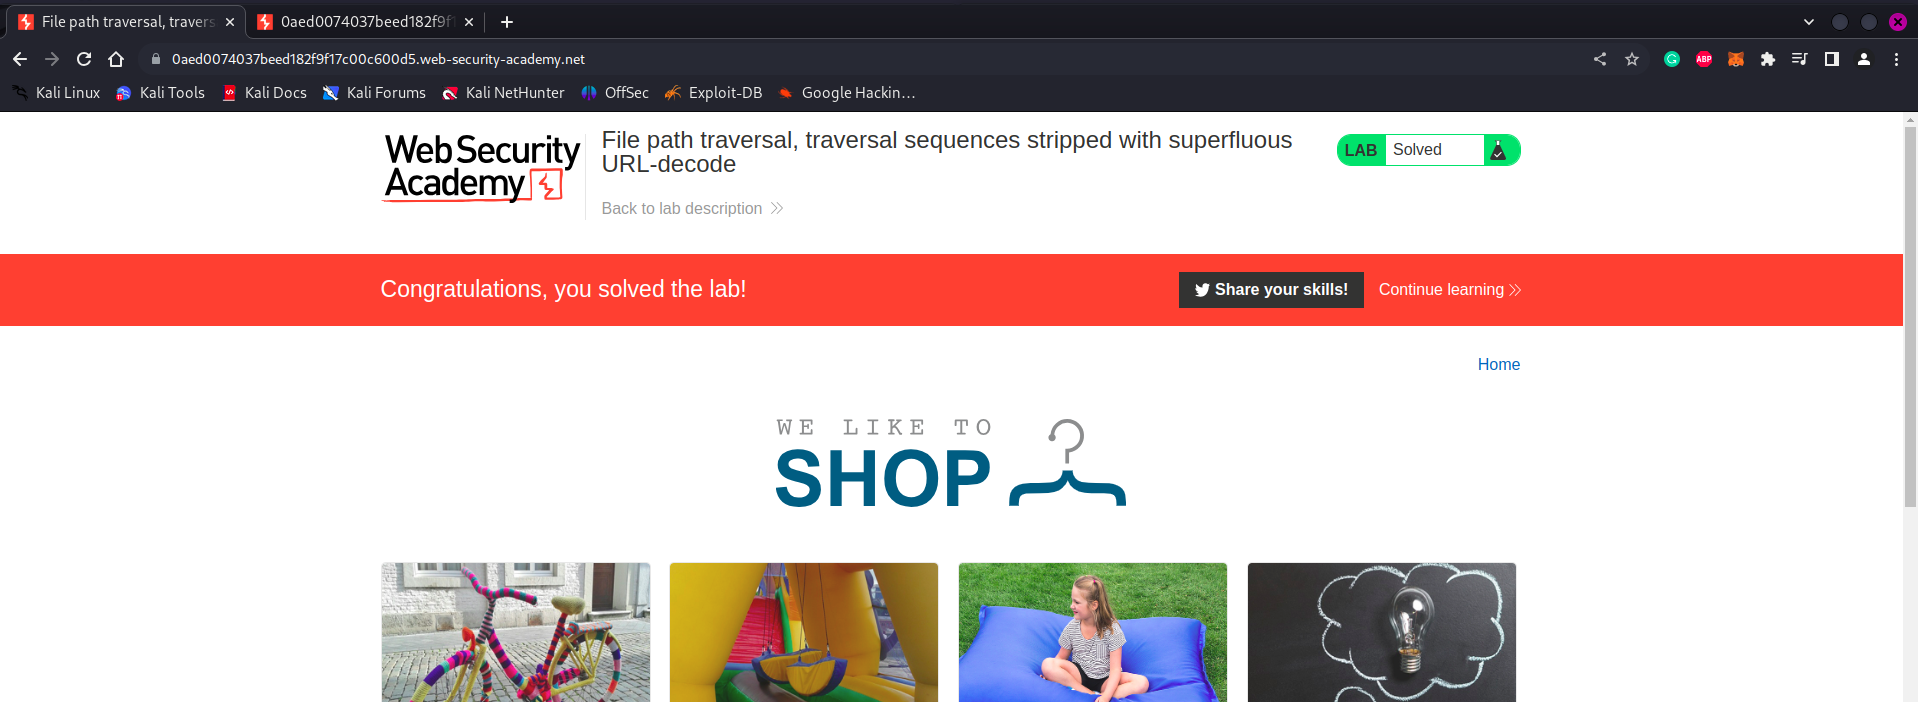 File path traversal, travers
0aed0074037beed182f9f1
0aed0074037beed182f9f17c00c600d5.web-security-academy.net
ABP
Kali Linux Kali Tools Kali Docs Kali Forums Kali NetHunter OffSec Exploit-DB Google Hackin…
Web Security
Academy
File path traversal, traversal sequences stripped with superfluous
URL-decode
LAB Solved
Back to lab description
Congratulations, you solved the lab!
Share your skills!
Continue learning
Home
WE LIKE TO
SHOP